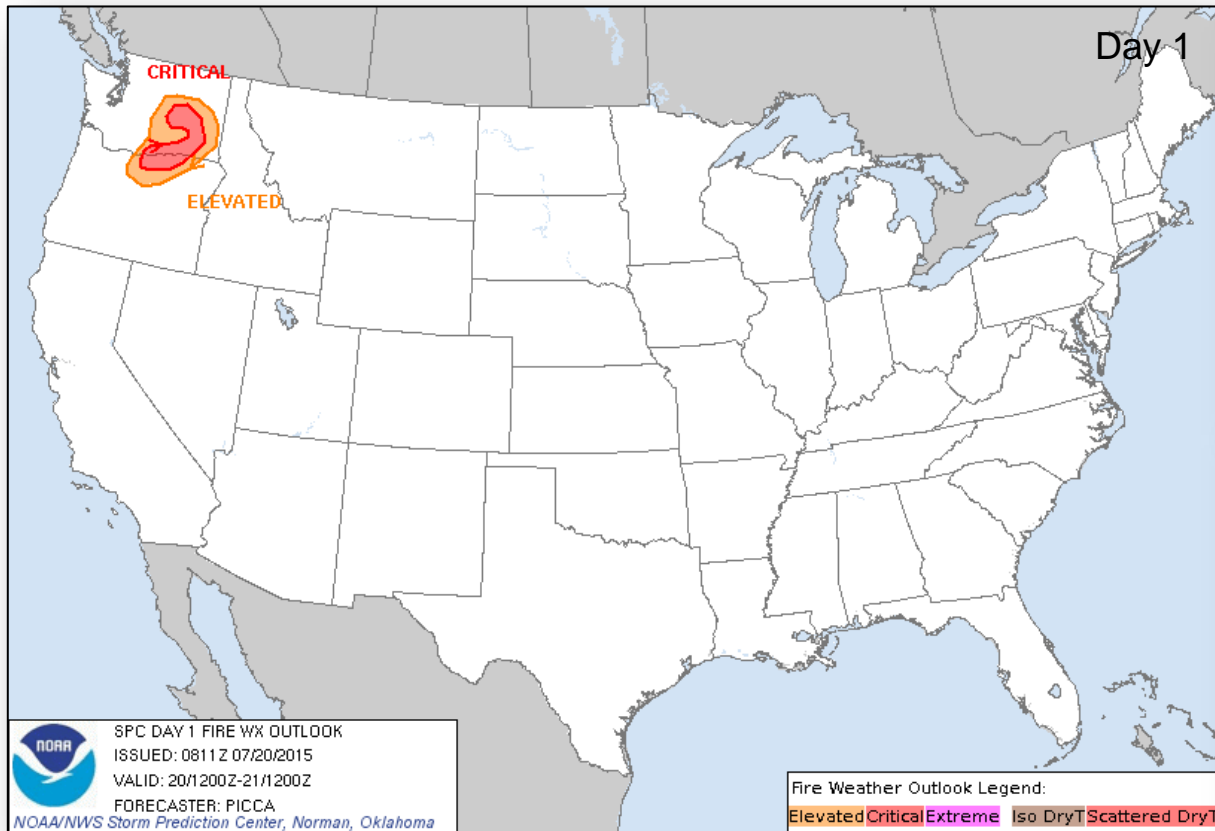 Day 1
CRITICAL
ELEVATED
NOAA
SPC DAY 1 FIRE WX OUTLOOK
ISSUED: 0811Z 07/20/2015
VALID: 20/1200Z-21/1200Z
FORECASTER: PICCA
NOAA/NWS Storm Prediction Center, Norman, Oklahoma
Fire Weather Outlook Legend:
Elevated Critical Extreme Iso DryT Scattered DryT